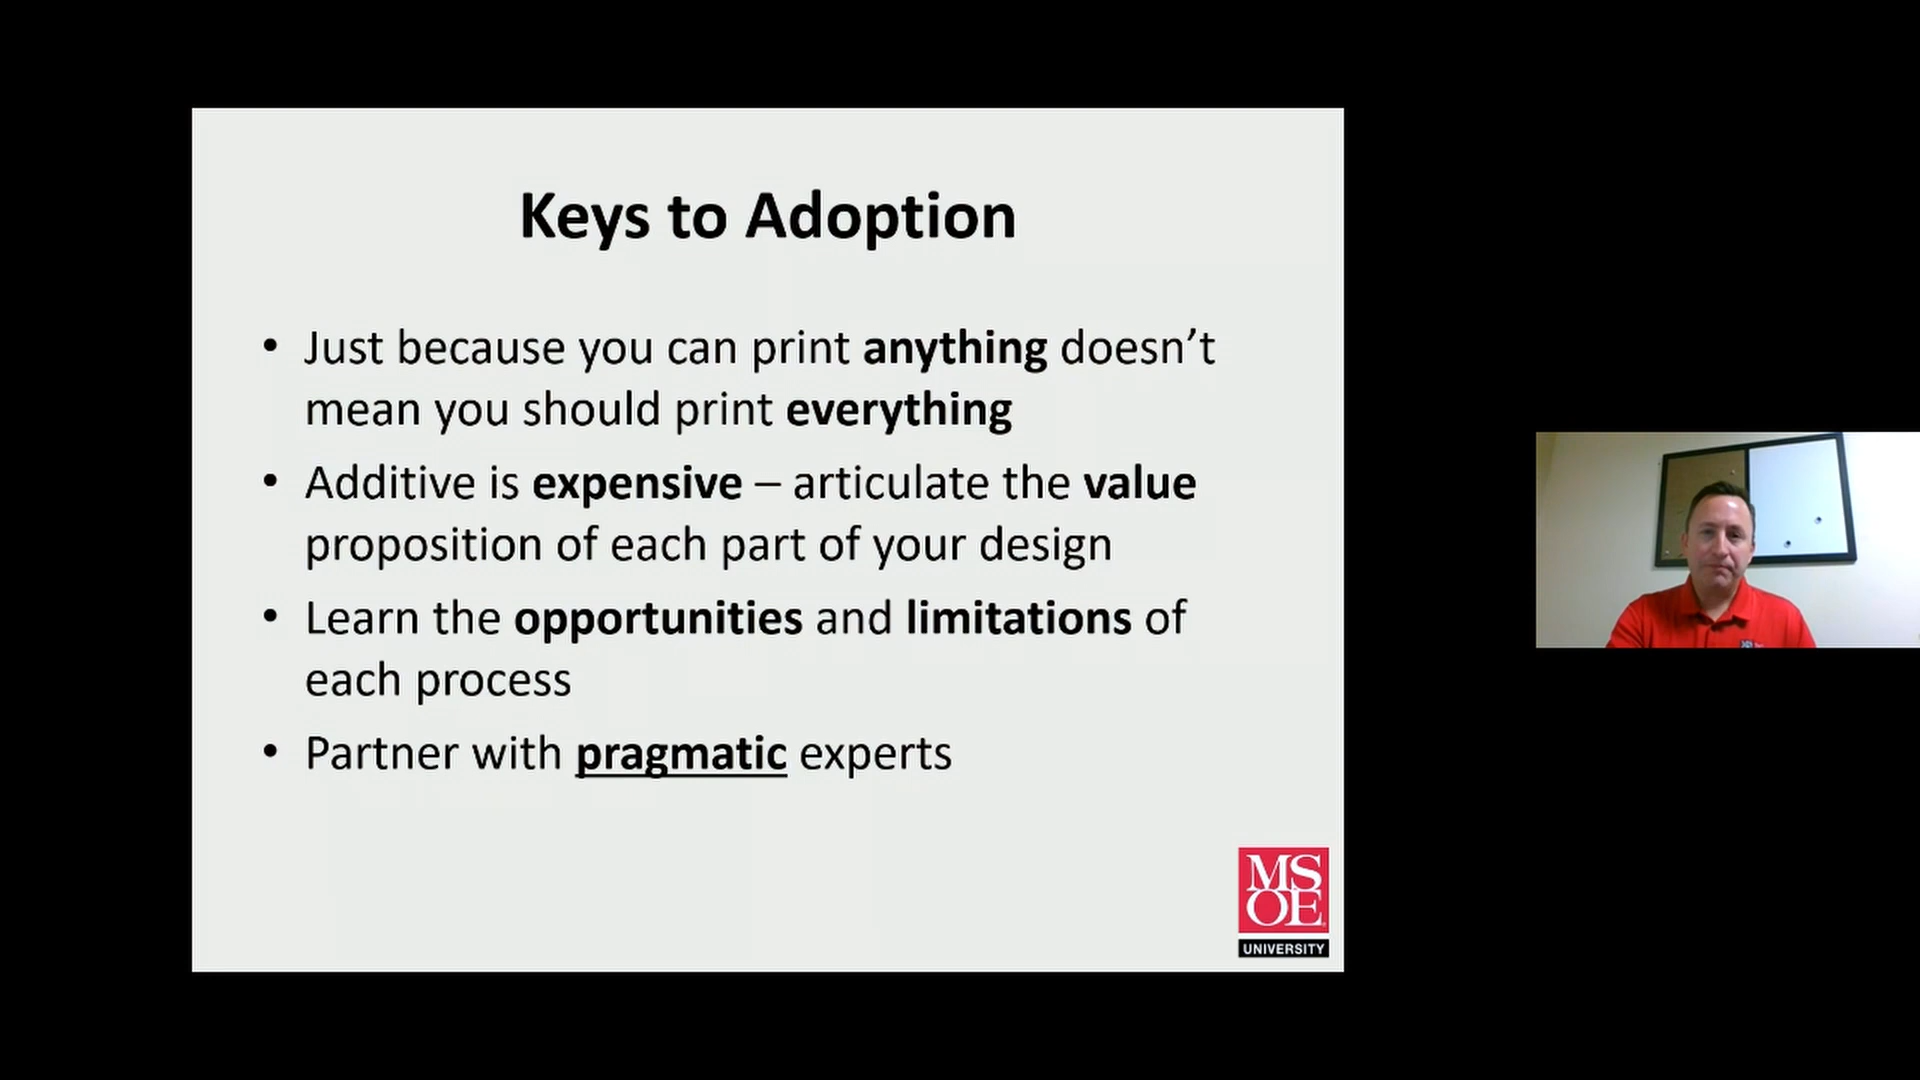 Keys to Adoption
• Just because you can print anything doesn’t
mean you should print everything
• Additive is expensive – articulate the value
proposition of each part of your design
• Learn the opportunities and limitations of
each process
• Partner with pragmatic experts
MS
OE
UNIVERSITY